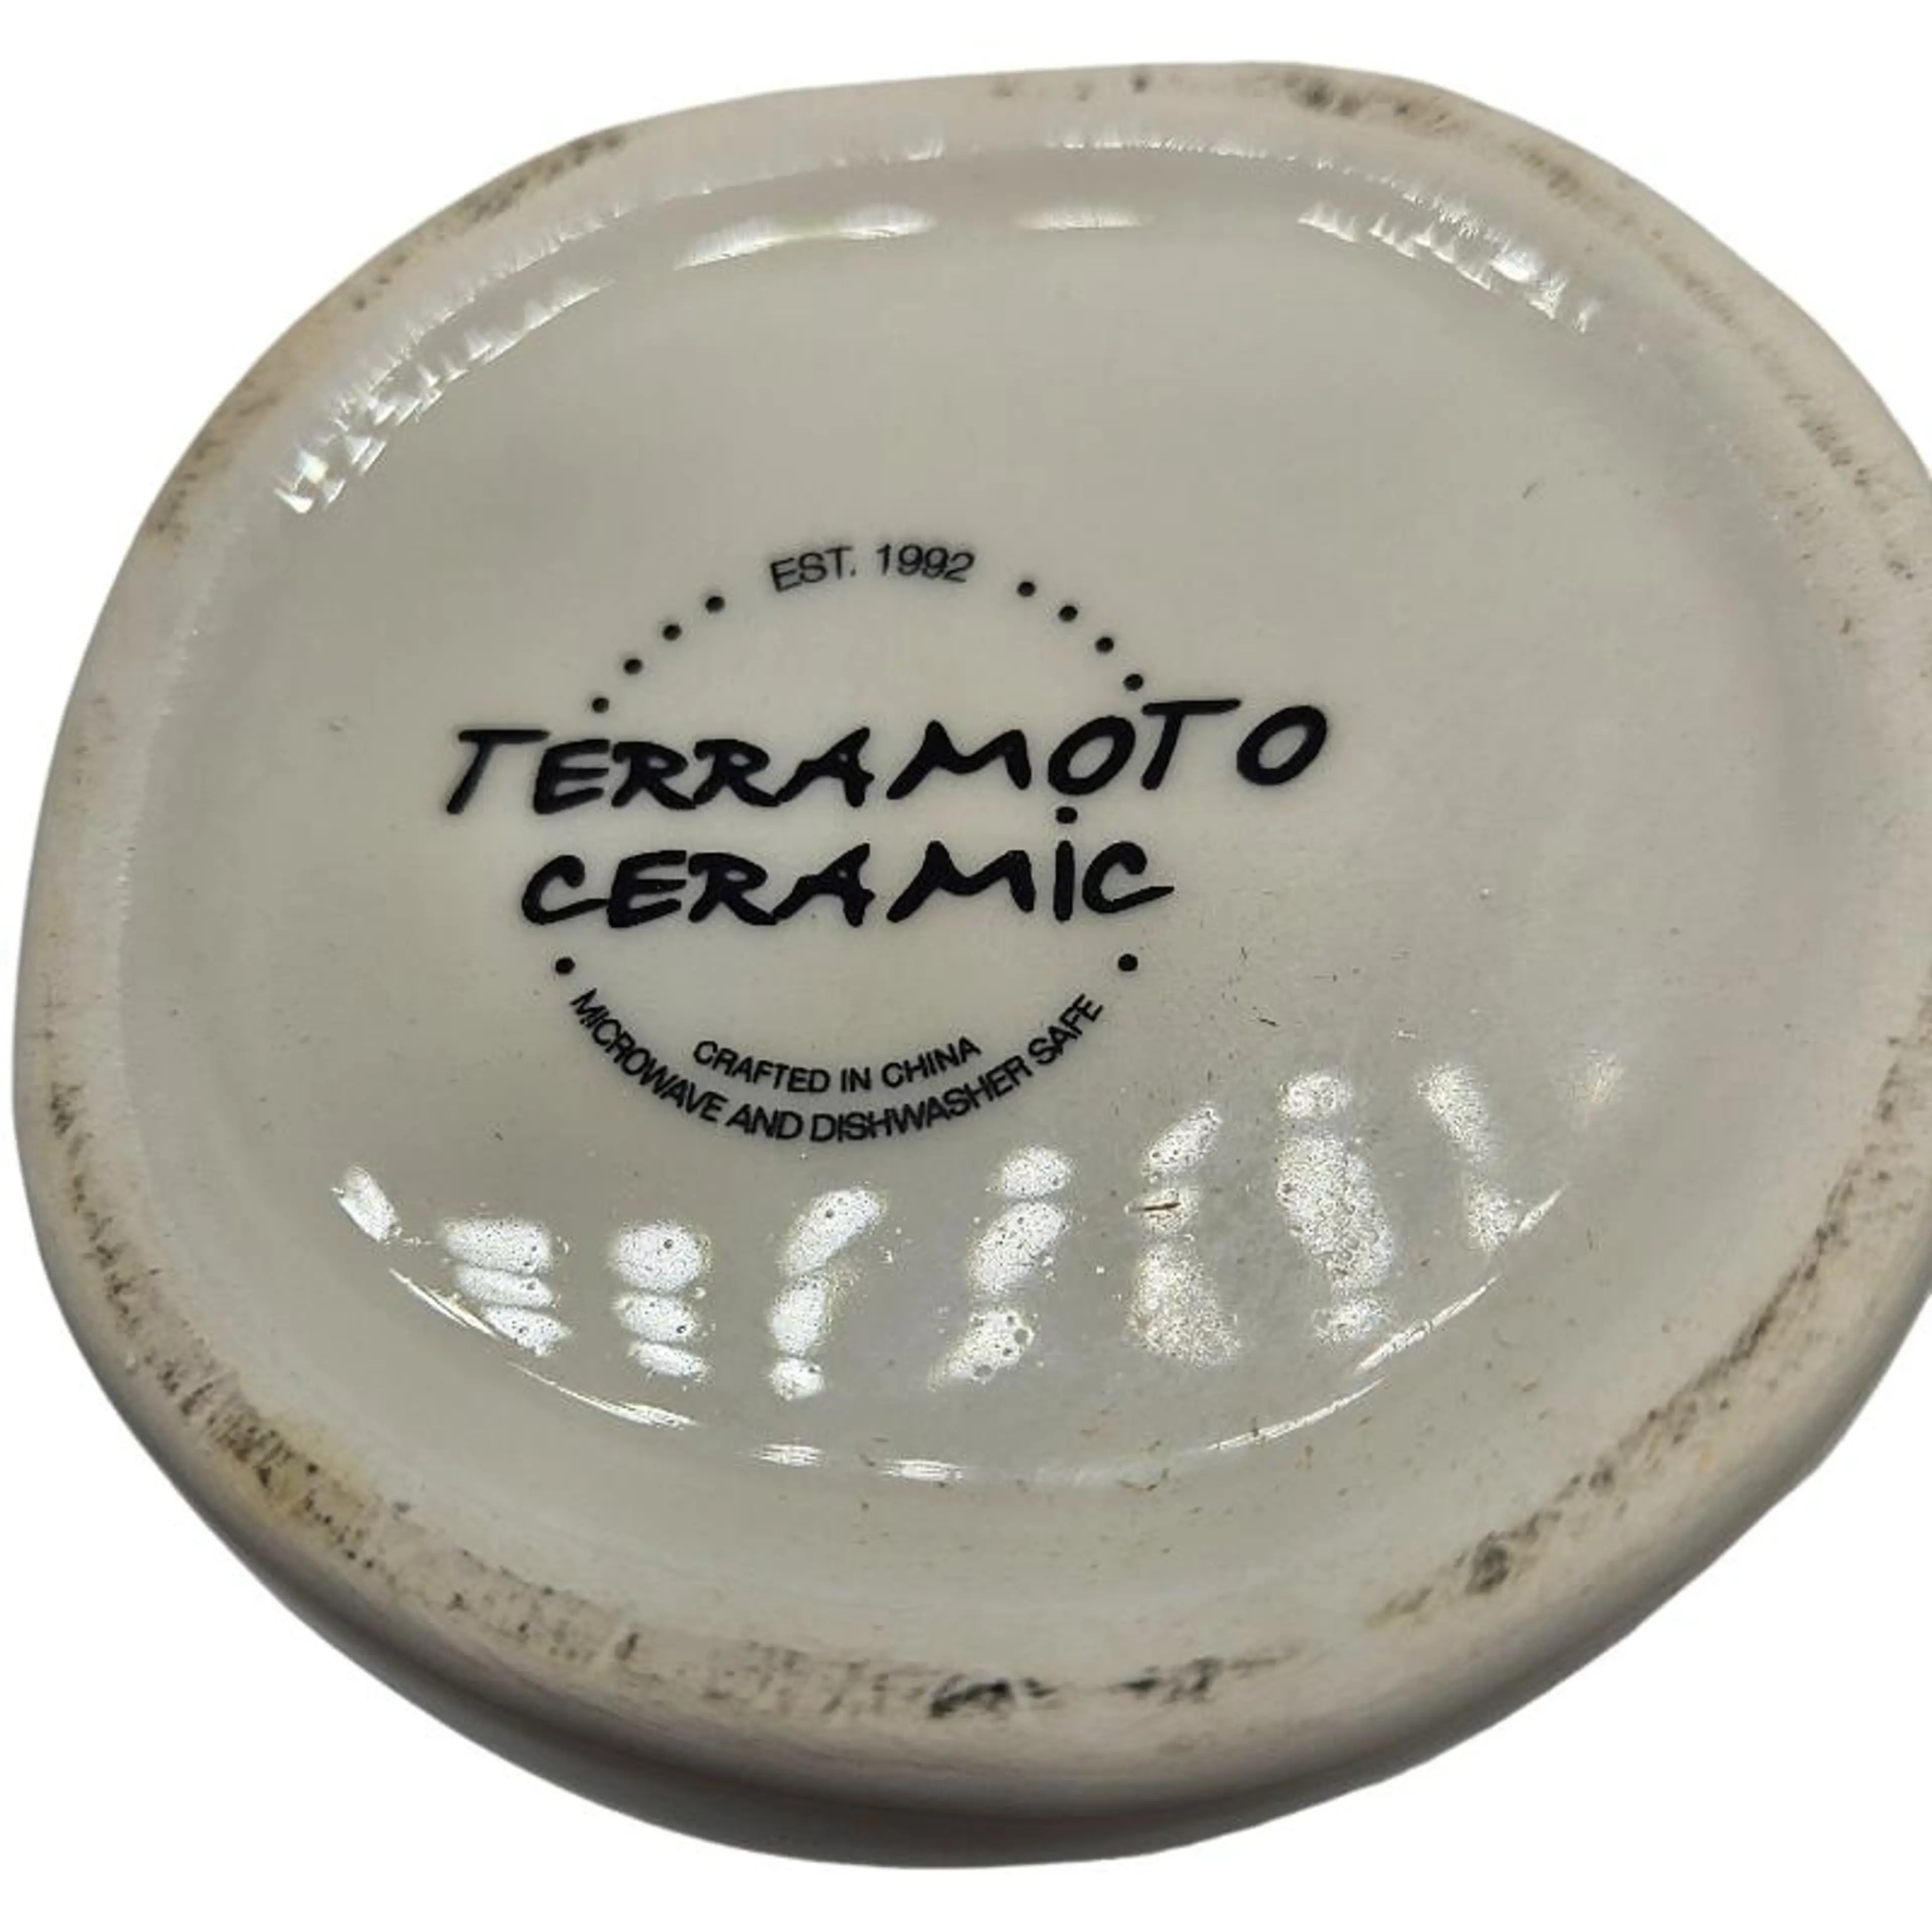 EST. 1992
TERRAMOTO
CERAMIC
CRAFTED IN CHINA
MICROWAVE AND DISHWASHER SAFE